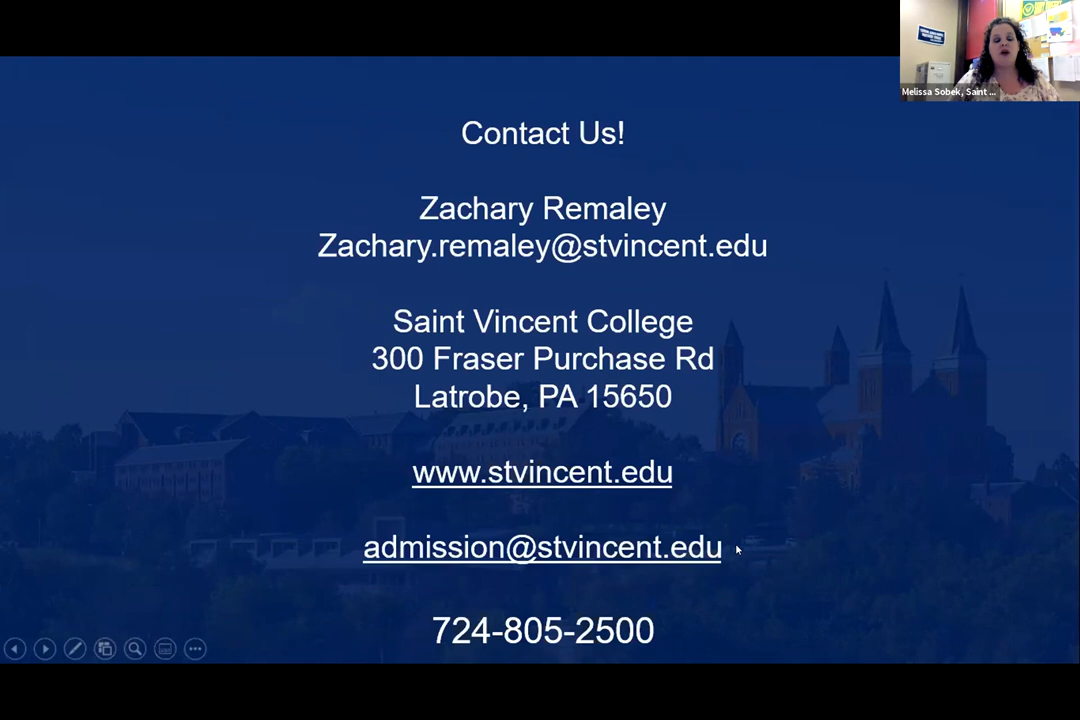 Melissa Sobek, Saint ...
Contact Us!
Zachary Remaley
Zachary.remaley@stvincent.edu
Saint Vincent College
300 Fraser Purchase Rd
Latrobe, PA 15650
www.stvincent.edu
admission@stvincent.edu
724-805-2500